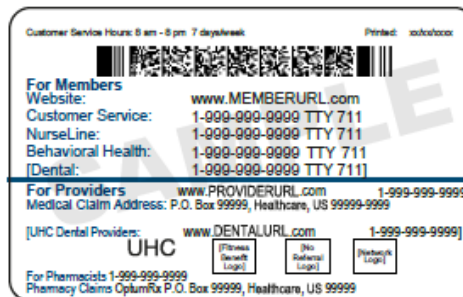 Customer Service Hours: 8 am - 8 pm 7 days/week Printed: xx/xx/xxxx
For Members
Website: www.MEMBERURL.com
Customer Service: 1-999-999-9999 TTY 711
NurseLine: 1-999-999-9999 TTY 711
Behavioral Health: 1-999-999-9999 TTY 711
[Dental: 1-999-999-9999 TTY 711]
SAMPLE
For Providers www.PROVIDERURL.com 1-999-999-9999
Medical Claim Address: P.O. Box 99999, Healthcare, US 99999-9999
[UHC Dental Providers: www.DENTALURL.com 1-999-999-9999]
UHC
[Fitness
Benefit
Logo]
[No
Referral
Logo]
[Network
Logo]
For Pharmacists 1-999-999-9999
Pharmacy Claims OptumRx P.O. Box 99999, Healthcare, US 99999